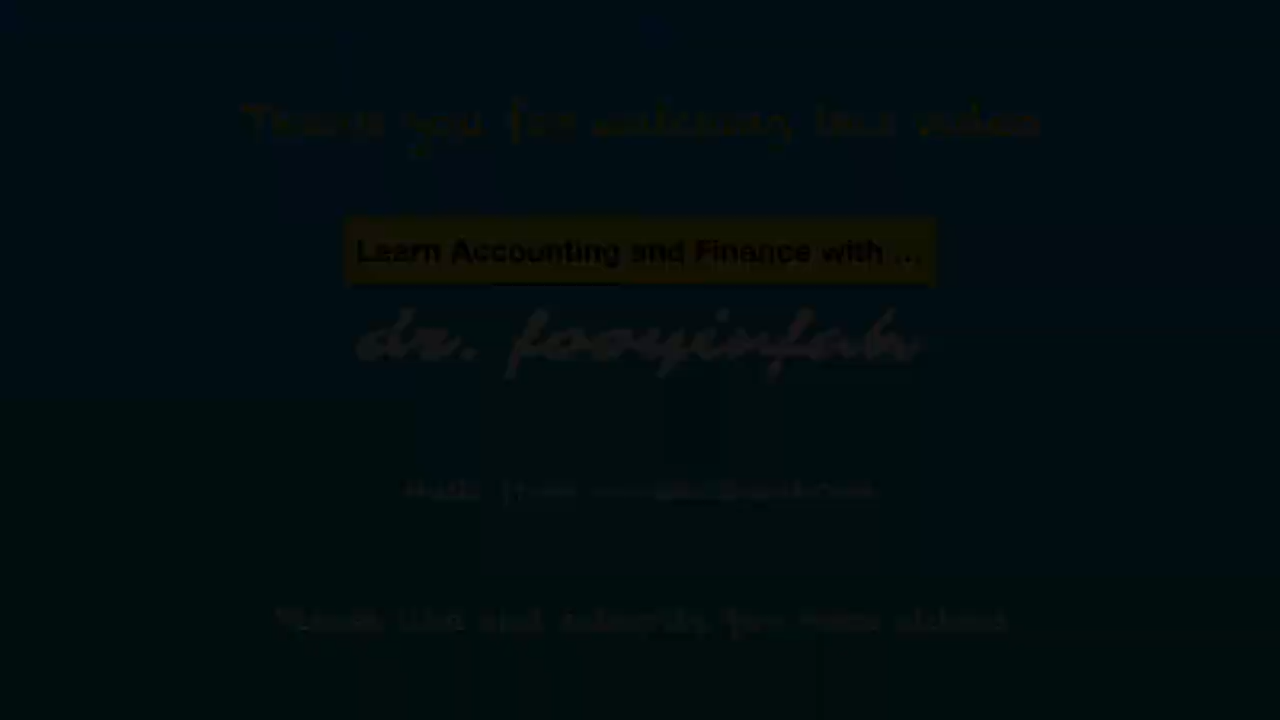 Thank you for watching this video
Learn Accounting and Finance with ...
dr. fooyinfah
Please like and subscribe for more videos